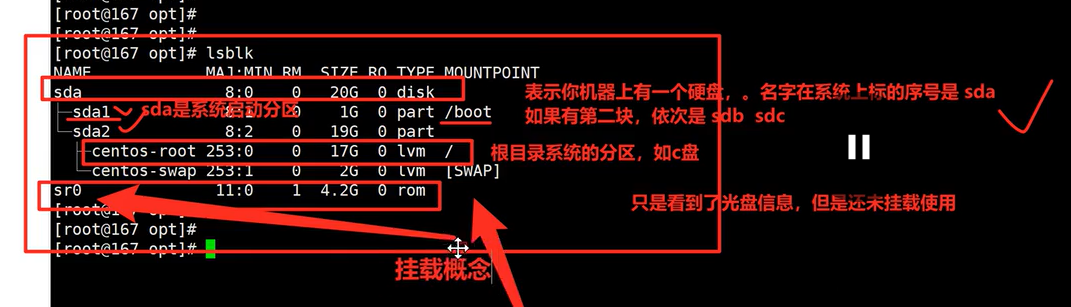 [root@167 opt]#
[root@167 opt]#
[root@167 opt]# lsblk
NAME MAJ:MIN RM SIZE RO TYPE MOUNTPOINT
sda 8:0 0 20G 0 disk
├─sda1 0 1G 0 part /boot
└─sda2 8:2 0 19G 0 part
├─centos-root 253:0 0 17G 0 lvm /
└─centos-swap 253:1 0 2G 0 lvm [SWAP]
sr0 11:0 1 4.2G 0 rom
[root@167 opt]#
[root@167 opt]#
[root@167 opt]#
表示你机器上有一个硬盘,。名字在系统上标的序号是 sda
如果有第二块，依次是 sdb sdc
sda是系统启动分区
根目录系统的分区，如c盘
只是看到了光盘信息，但是还未挂载使用
挂载概念